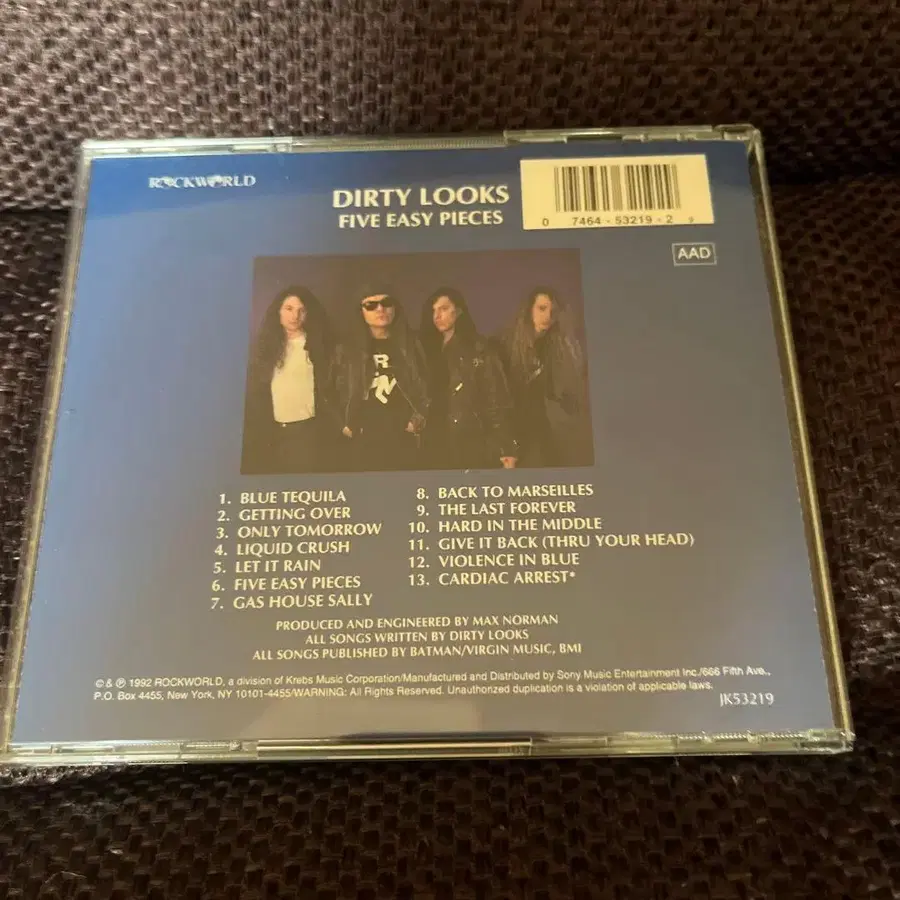 ROCKWORLD
DIRTY LOOKS
FIVE EASY PIECES
0 7464 - 53219 - 2 9
AAD
1. BLUE TEQUILA
2. GETTING OVER
3. ONLY TOMORROW
4. LIQUID CRUSH
5. LET IT RAIN
6. FIVE EASY PIECES
7. GAS HOUSE SALLY
8. BACK TO MARSEILLES
9. THE LAST FOREVER
10. HARD IN THE MIDDLE
11. GIVE IT BACK (THRU YOUR HEAD)
12. VIOLENCE IN BLUE
13. CARDIAC ARREST*
PRODUCED AND ENGINEERED BY MAX NORMAN
ALL SONGS WRITTEN BY DIRTY LOOKS
ALL SONGS PUBLISHED BY BATMAN/VIRGIN MUSIC, BMI
© & ℗ 1992 ROCKWORLD, a division of Krebs Music Corporation/Manufactured and Distributed by Sony Music Entertainment Inc./666 Fifth Ave.,
P.O. Box 4455, New York, NY 10101-4455/WARNING: All Rights Reserved. Unauthorized duplication is a violation of applicable laws.
JK53219